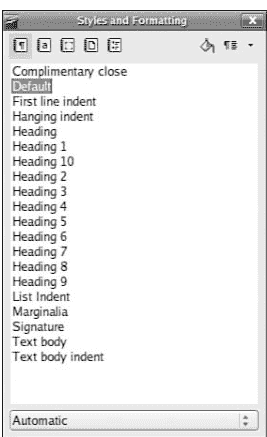 Styles and Formatting
Complimentary close
Default
First line indent
Hanging indent
Heading
Heading 1
Heading 10
Heading 2
Heading 3
Heading 4
Heading 5
Heading 6
Heading 7
Heading 8
Heading 9
List Indent
Marginalia
Signature
Text body
Text body indent
Automatic